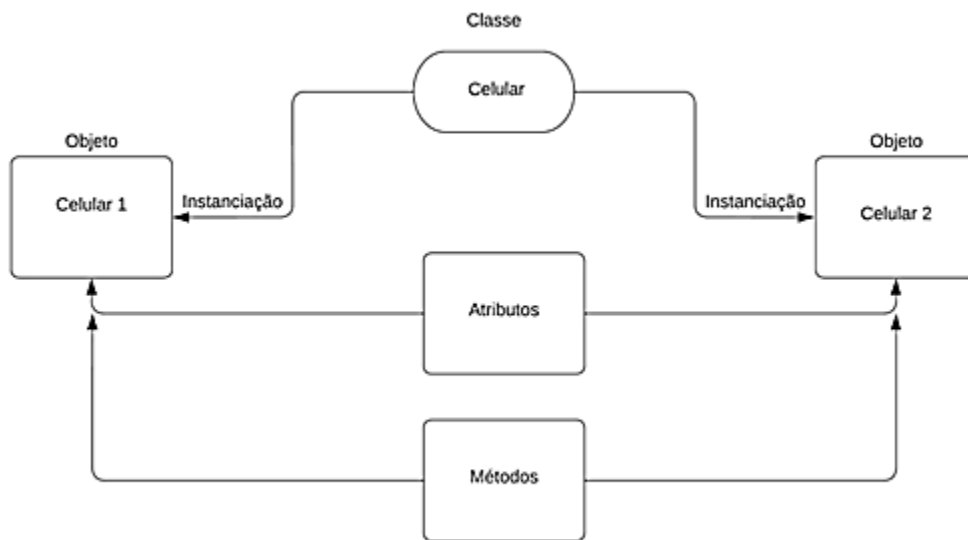 Classe
Celular
Objeto
Objeto
Celular 1
Instanciação
Instanciação
Celular 2
Atributos
Métodos